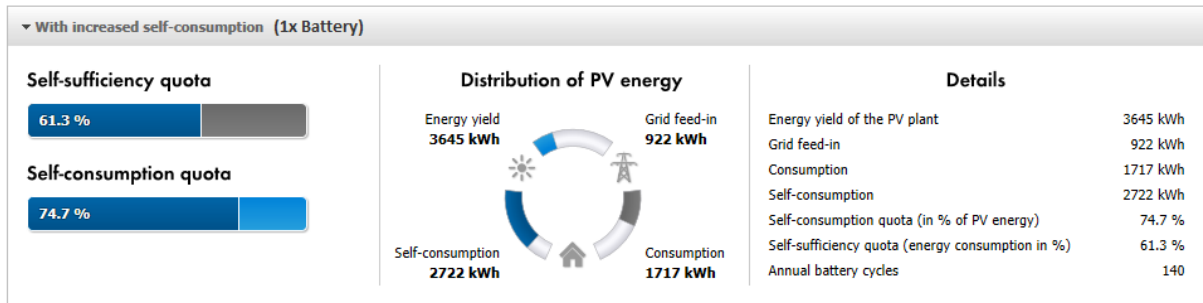 With increased self-consumption (1x Battery)
Self-sufficiency quota
61.3 %
Self-consumption quota
74.7 %
Distribution of PV energy
Energy yield
3645 kWh
Grid feed-in
922 kWh
Self-consumption
2722 kWh
Consumption
1717 kWh
Details
Energy yield of the PV plant 3645 kWh
Grid feed-in 922 kWh
Consumption 1717 kWh
Self-consumption 2722 kWh
Self-consumption quota (in % of PV energy) 74.7 %
Self-sufficiency quota (energy consumption in %) 61.3 %
Annual battery cycles 140